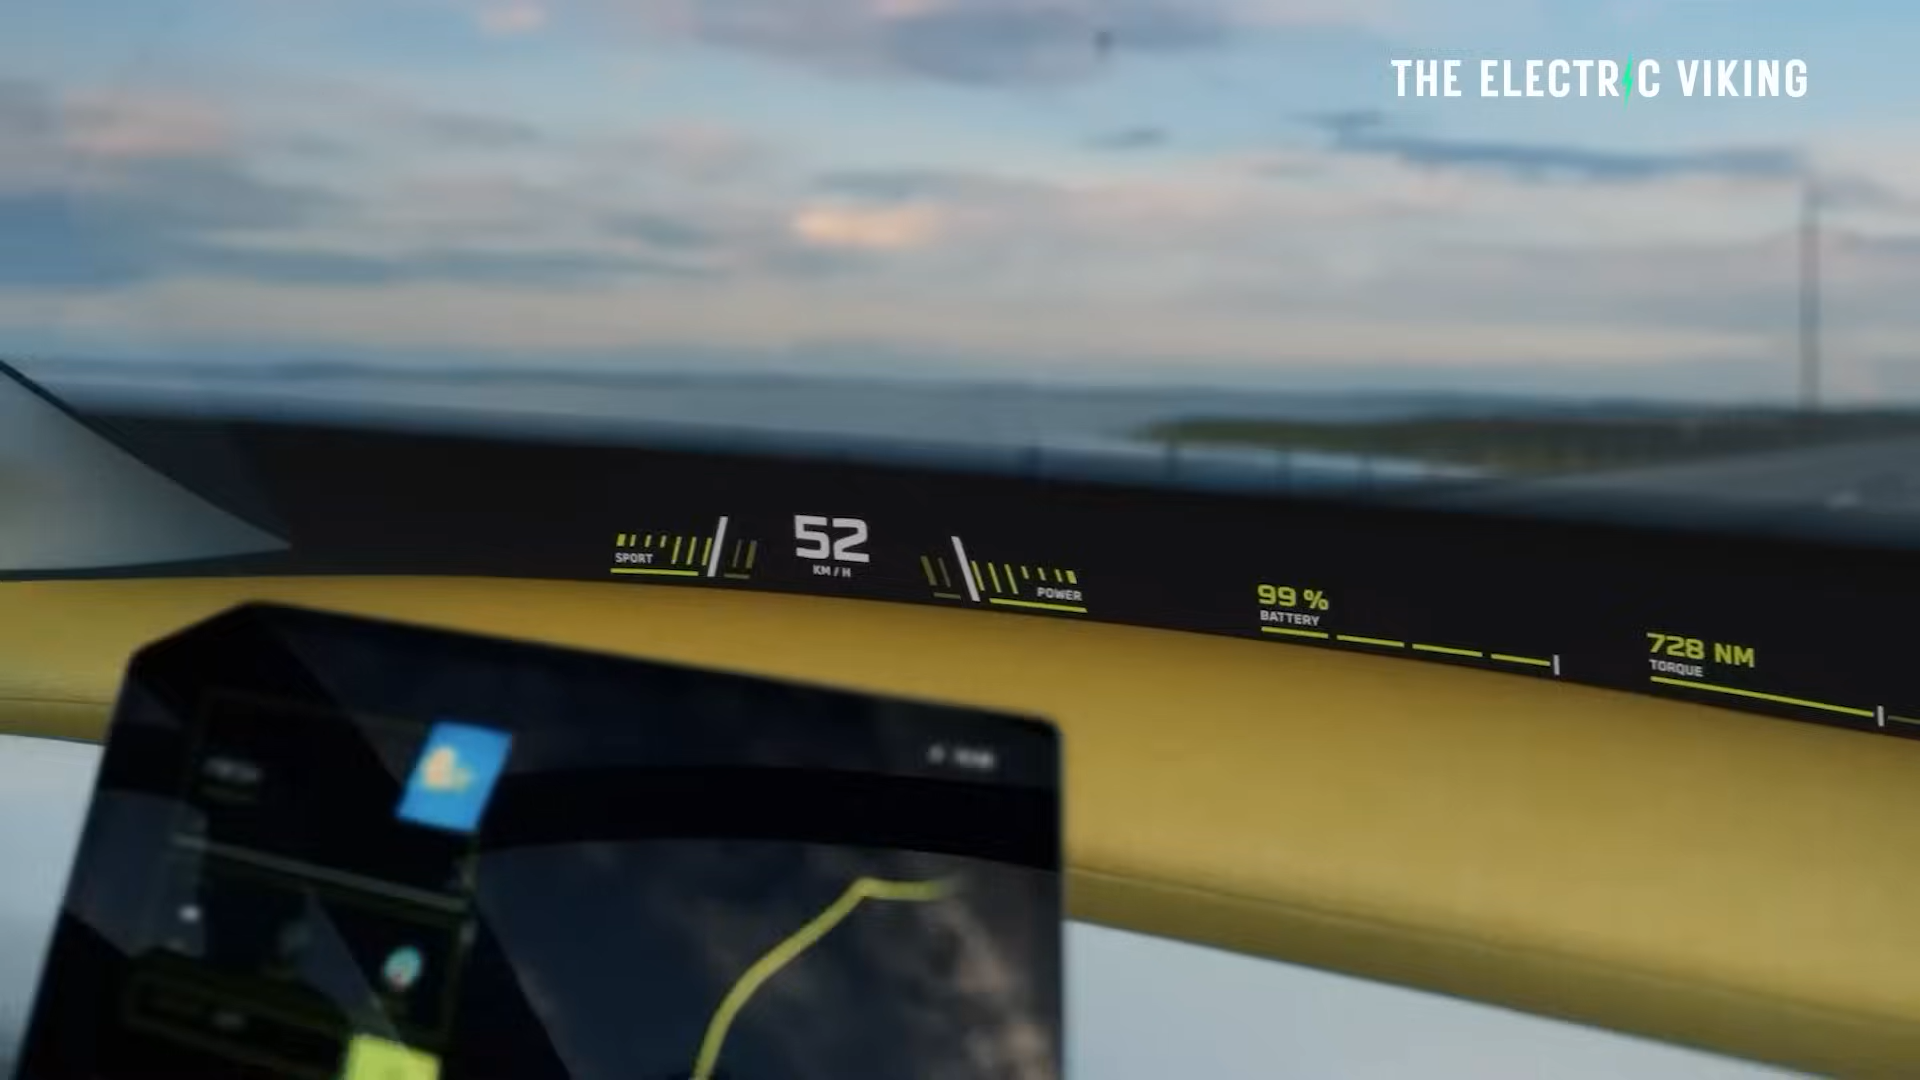 THE ELECTRIC VIKING
SPORT
52
KM / H
POWER
99 %
BATTERY
728 NM
TORQUE